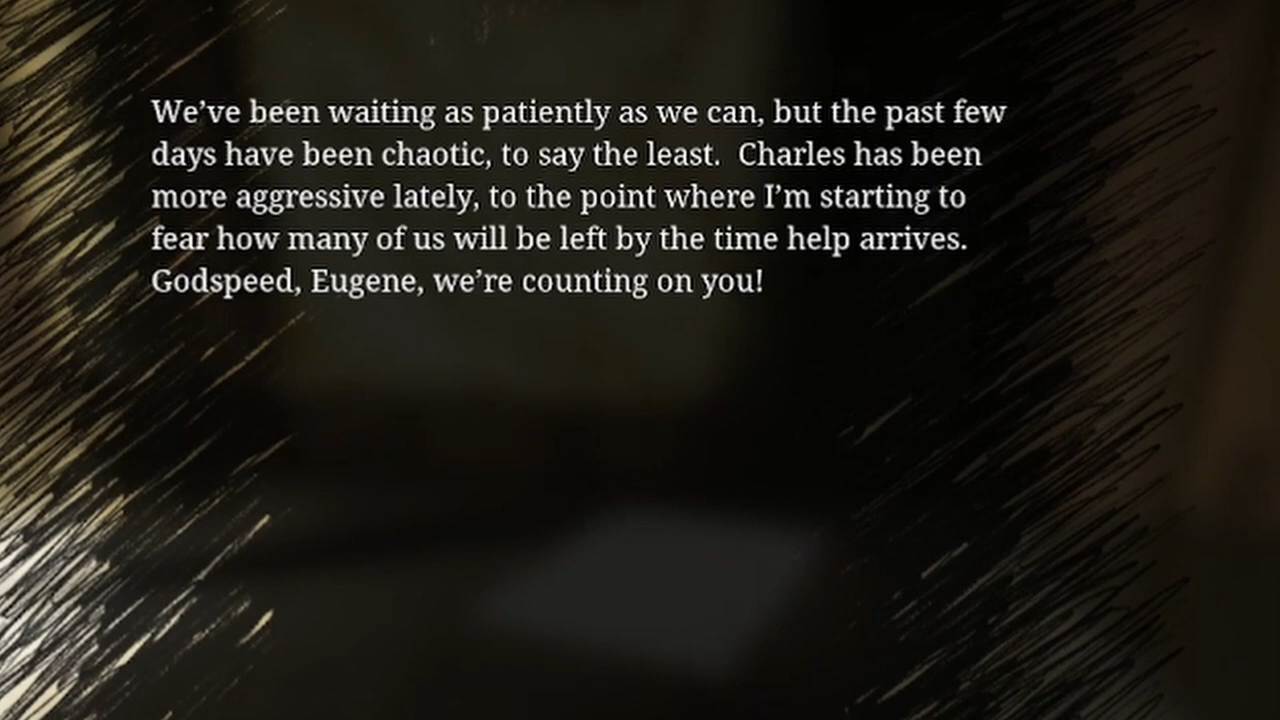 We’ve been waiting as patiently as we can, but the past few
days have been chaotic, to say the least.  Charles has been
more aggressive lately, to the point where I’m starting to
fear how many of us will be left by the time help arrives.
Godspeed, Eugene, we’re counting on you!